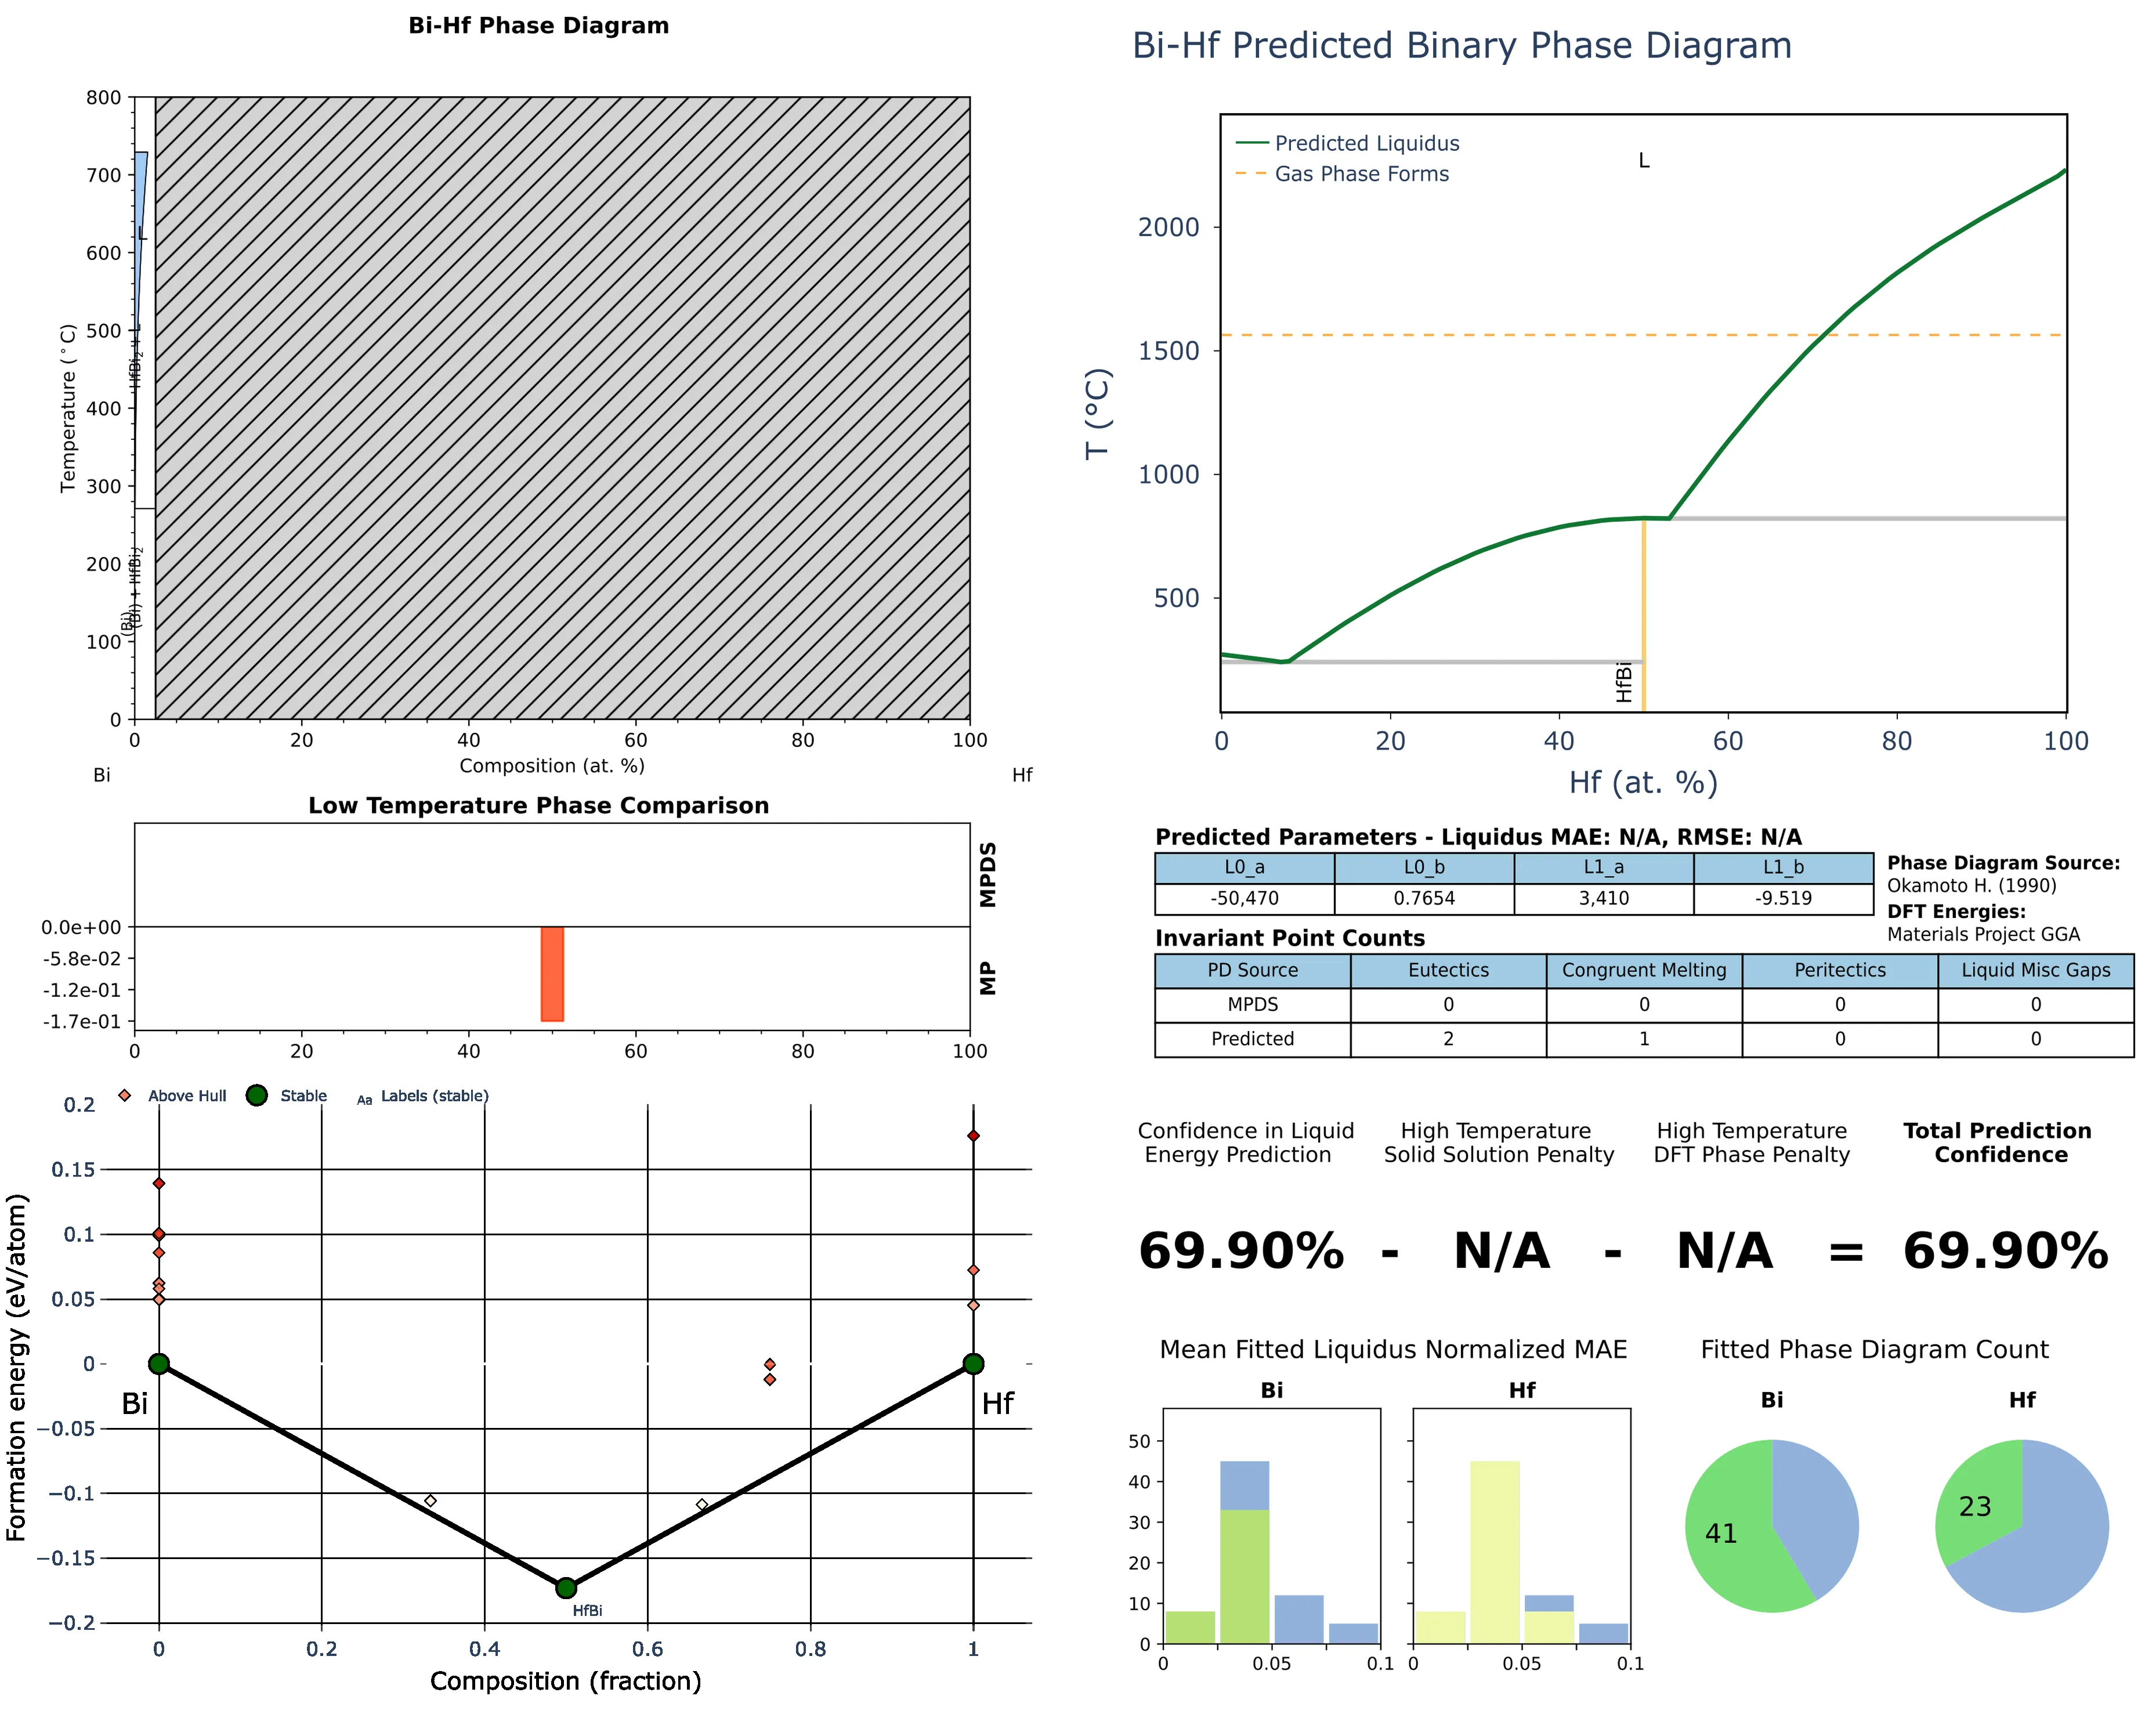 Bi-Hf Phase Diagram
800
700
600
500
400
300
200
100
0
Temperature (°C)
L
HfBi2 + L
(Bi) + HfBi2
(Bi)
0 20 40 60 80 100
Composition (at. %)
Bi Hf
Low Temperature Phase Comparison
MPDS
MP
0.0e+00
-5.8e-02
-1.2e-01
-1.7e-01
0 20 40 60 80 100
Above Hull Stable Aa Labels (stable)
0.2
0.15
0.1
0.05
0
−0.05
−0.1
−0.15
−0.2
Formation energy (eV/atom)
Bi Hf
HfBi
0 0.2 0.4 0.6 0.8 1
Composition (fraction)
Bi-Hf Predicted Binary Phase Diagram
Predicted Liquidus
Gas Phase Forms
L
2000
1500
1000
500
T (°C)
HfBi
0 20 40 60 80 100
Hf (at. %)
Predicted Parameters - Liquidus MAE: N/A, RMSE: N/A
L0_a L0_b L1_a L1_b
-50,470 0.7654 3,410 -9.519
Phase Diagram Source:
Okamoto H. (1990)
DFT Energies:
Materials Project GGA
Invariant Point Counts
PD Source Eutectics Congruent Melting Peritectics Liquid Misc Gaps
MPDS 0 0 0 0
Predicted 2 1 0 0
Confidence in Liquid
Energy Prediction
High Temperature
Solid Solution Penalty
High Temperature
DFT Phase Penalty
Total Prediction
Confidence
69.90% - N/A - N/A = 69.90%
Mean Fitted Liquidus Normalized MAE
Bi Hf
50
40
30
20
10
0
0 0.05 0.1 0 0.05 0.1
Fitted Phase Diagram Count
Bi Hf
41 23